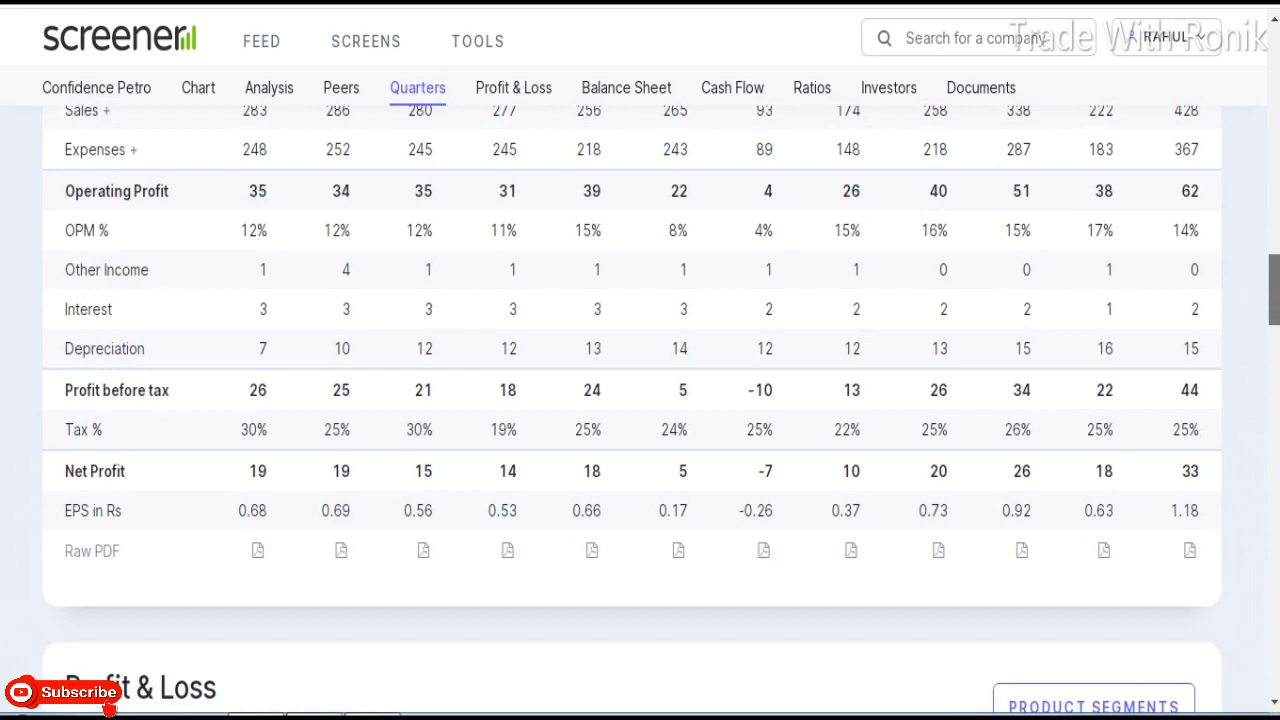 screener
FEED SCREENS TOOLS
Search for a company
RAHUL
Trade With Ronik
Confidence Petro Chart Analysis Peers Quarters Profit & Loss Balance Sheet Cash Flow Ratios Investors Documents
Sales + 283 286 280 277 256 265 93 174 258 338 222 428
Expenses + 248 252 245 245 218 243 89 148 218 287 183 367
Operating Profit 35 34 35 31 39 22 4 26 40 51 38 62
OPM % 12% 12% 12% 11% 15% 8% 4% 15% 16% 15% 17% 14%
Other Income 1 4 1 1 1 1 1 1 0 0 1 0
Interest 3 3 3 3 3 3 2 2 2 2 1 2
Depreciation 7 10 12 12 13 14 12 12 13 15 16 15
Profit before tax 26 25 21 18 24 5 -10 13 26 34 22 44
Tax % 30% 25% 30% 19% 25% 24% 25% 22% 25% 26% 25% 25%
Net Profit 19 19 15 14 18 5 -7 10 20 26 18 33
EPS in Rs 0.68 0.69 0.56 0.53 0.66 0.17 -0.26 0.37 0.73 0.92 0.63 1.18
Raw PDF
Profit & Loss
PRODUCT SEGMENTS
Subscribe